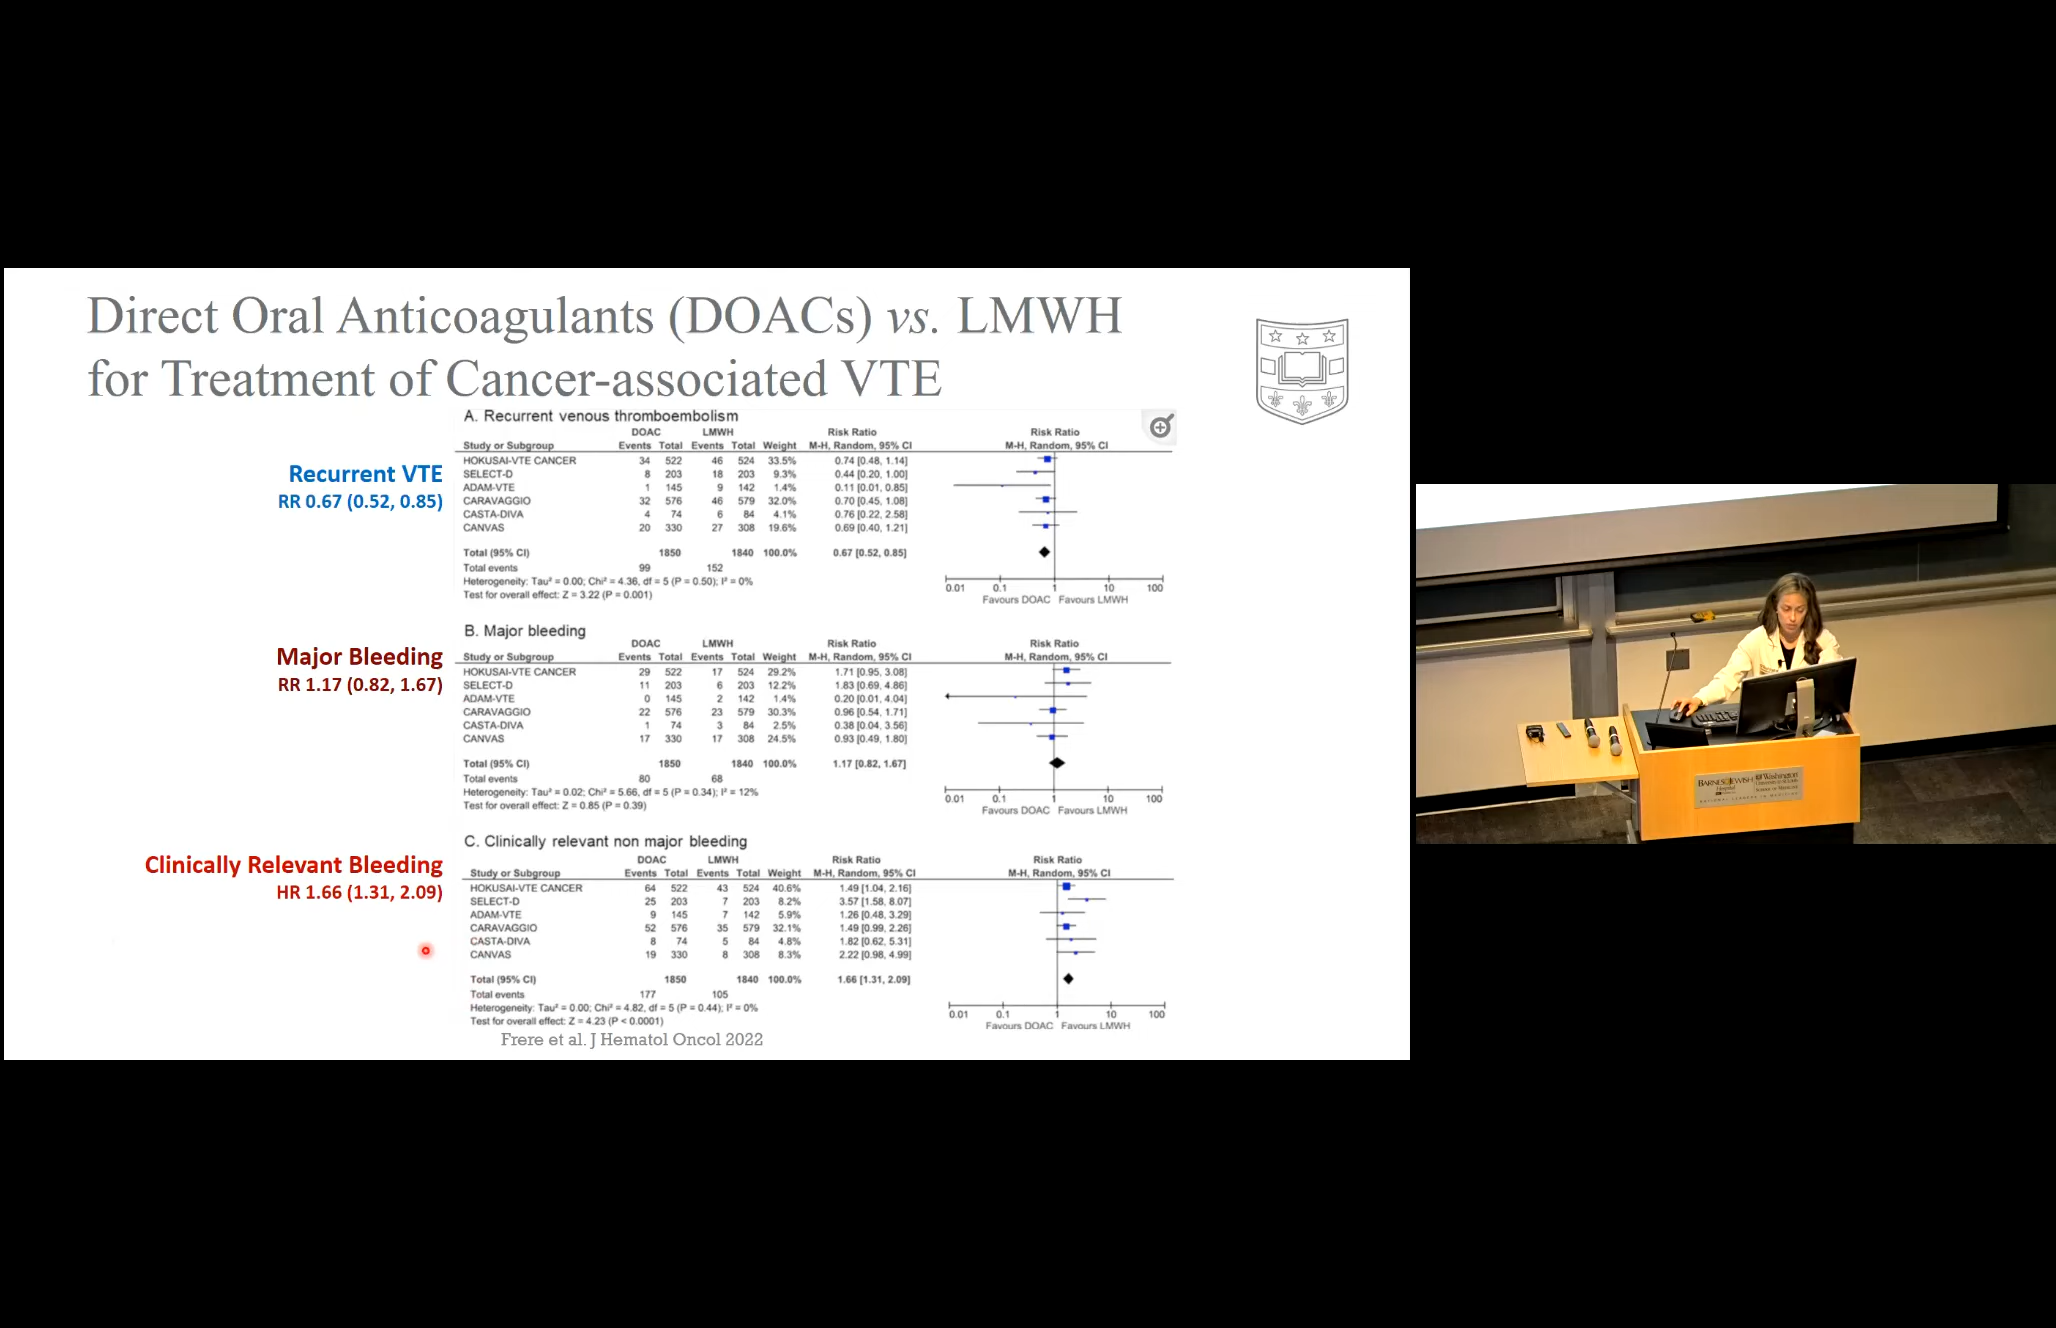 Direct Oral Anticoagulants (DOACs) vs. LMWH
for Treatment of Cancer-associated VTE
Recurrent VTE
RR 0.67 (0.52, 0.85)
A. Recurrent venous thromboembolism
DOAC LMWH Risk Ratio Risk Ratio
Study or Subgroup Events Total Events Total Weight M-H, Random, 95% CI M-H, Random, 95% CI
HOKUSAI-VTE CANCER 34 522 46 524 33.5% 0.74 [0.48, 1.14]
SELECT-D 8 203 18 203 9.3% 0.44 [0.20, 1.00]
ADAM-VTE 1 145 9 142 1.4% 0.11 [0.01, 0.85]
CARAVAGGIO 32 576 46 579 32.0% 0.70 [0.45, 1.08]
CASTA-DIVA 4 74 6 84 4.1% 0.76 [0.22, 2.58]
CANVAS 20 330 27 308 19.6% 0.69 [0.40, 1.21]
Total (95% CI) 1850 1840 100.0% 0.67 [0.52, 0.85]
Total events 99 152
Heterogeneity: Tau² = 0.00; Chi² = 4.36, df = 5 (P = 0.50); I² = 0%
Test for overall effect: Z = 3.22 (P = 0.001)
0.01 0.1 1 10 100
Favours DOAC Favours LMWH
Major Bleeding
RR 1.17 (0.82, 1.67)
B. Major bleeding
DOAC LMWH Risk Ratio Risk Ratio
Study or Subgroup Events Total Events Total Weight M-H, Random, 95% CI M-H, Random, 95% CI
HOKUSAI-VTE CANCER 29 522 17 524 29.2% 1.71 [0.95, 3.08]
SELECT-D 11 203 6 203 12.2% 1.83 [0.69, 4.86]
ADAM-VTE 0 145 2 142 1.4% 0.20 [0.01, 4.04]
CARAVAGGIO 22 576 23 579 30.3% 0.96 [0.54, 1.71]
CASTA-DIVA 1 74 3 84 2.5% 0.38 [0.04, 3.56]
CANVAS 17 330 17 308 24.5% 0.93 [0.49, 1.80]
Total (95% CI) 1850 1840 100.0% 1.17 [0.82, 1.67]
Total events 80 68
Heterogeneity: Tau² = 0.02; Chi² = 5.66, df = 5 (P = 0.34); I² = 12%
Test for overall effect: Z = 0.85 (P = 0.39)
0.01 0.1 1 10 100
Favours DOAC Favours LMWH
Clinically Relevant Bleeding
HR 1.66 (1.31, 2.09)
C. Clinically relevant non major bleeding
DOAC LMWH Risk Ratio Risk Ratio
Study or Subgroup Events Total Events Total Weight M-H, Random, 95% CI M-H, Random, 95% CI
HOKUSAI-VTE CANCER 64 522 43 524 40.6% 1.49 [1.04, 2.16]
SELECT-D 25 203 7 203 8.2% 3.57 [1.58, 8.07]
ADAM-VTE 9 145 7 142 5.9% 1.26 [0.48, 3.29]
CARAVAGGIO 52 576 35 579 32.1% 1.49 [0.99, 2.26]
CASTA-DIVA 8 74 5 84 4.8% 1.82 [0.62, 5.31]
CANVAS 19 330 8 308 8.3% 2.22 [0.98, 4.99]
Total (95% CI) 1850 1840 100.0% 1.66 [1.31, 2.09]
Total events 177 105
Heterogeneity: Tau² = 0.00; Chi² = 4.82, df = 5 (P = 0.44); I² = 0%
Test for overall effect: Z = 4.23 (P < 0.0001)
0.01 0.1 1 10 100
Favours DOAC Favours LMWH
Frere et al. J Hematol Oncol 2022
BARNES JEWISH Washington
Hospital
NATIONAL LEADERS IN MEDICINE